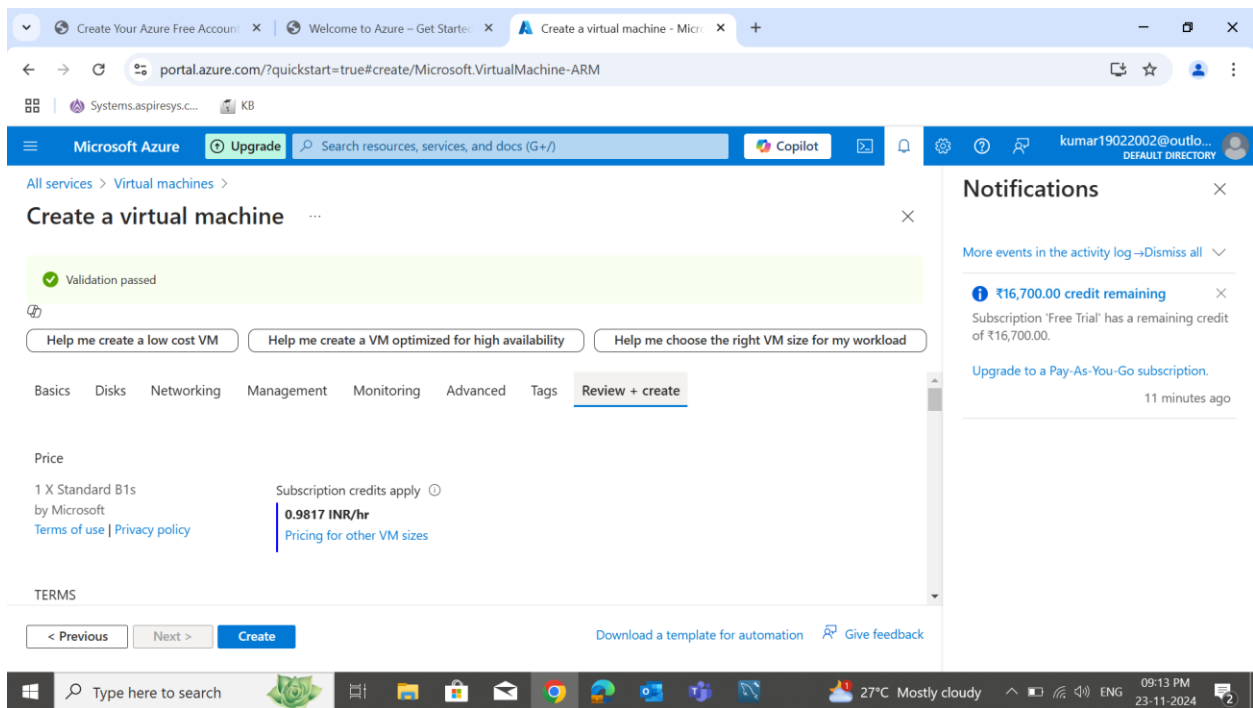 Create Your Azure Free Account
Welcome to Azure – Get Started
Create a virtual machine - Micro
portal.azure.com/?quickstart=true#create/Microsoft.VirtualMachine-ARM
Systems.aspiresys.c...
KB
Microsoft Azure
Upgrade
Search resources, services, and docs (G+/)
Copilot
kumar19022002@outlo...
DEFAULT DIRECTORY
All services > Virtual machines >
Create a virtual machine ...
Validation passed
Help me create a low cost VM
Help me create a VM optimized for high availability
Help me choose the right VM size for my workload
Basics Disks Networking Management Monitoring Advanced Tags Review + create
Price
1 X Standard B1s
by Microsoft
Terms of use | Privacy policy
Subscription credits apply
0.9817 INR/hr
Pricing for other VM sizes
TERMS
< Previous
Next >
Create
Download a template for automation
Give feedback
Notifications
More events in the activity log → Dismiss all
₹16,700.00 credit remaining
Subscription 'Free Trial' has a remaining credit
of ₹16,700.00.
Upgrade to a Pay-As-You-Go subscription.
11 minutes ago
Type here to search
27°C Mostly cloudy
ENG
09:13 PM
23-11-2024
2